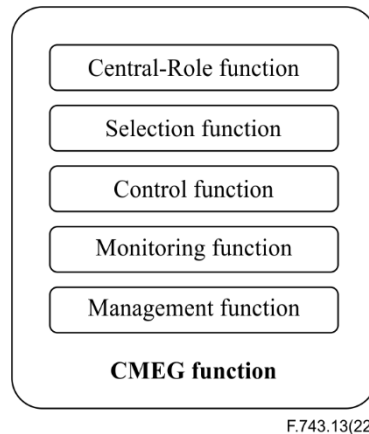 Central-Role function
Selection function
Control function
Monitoring function
Management function
CMEG function
F.743.13(22